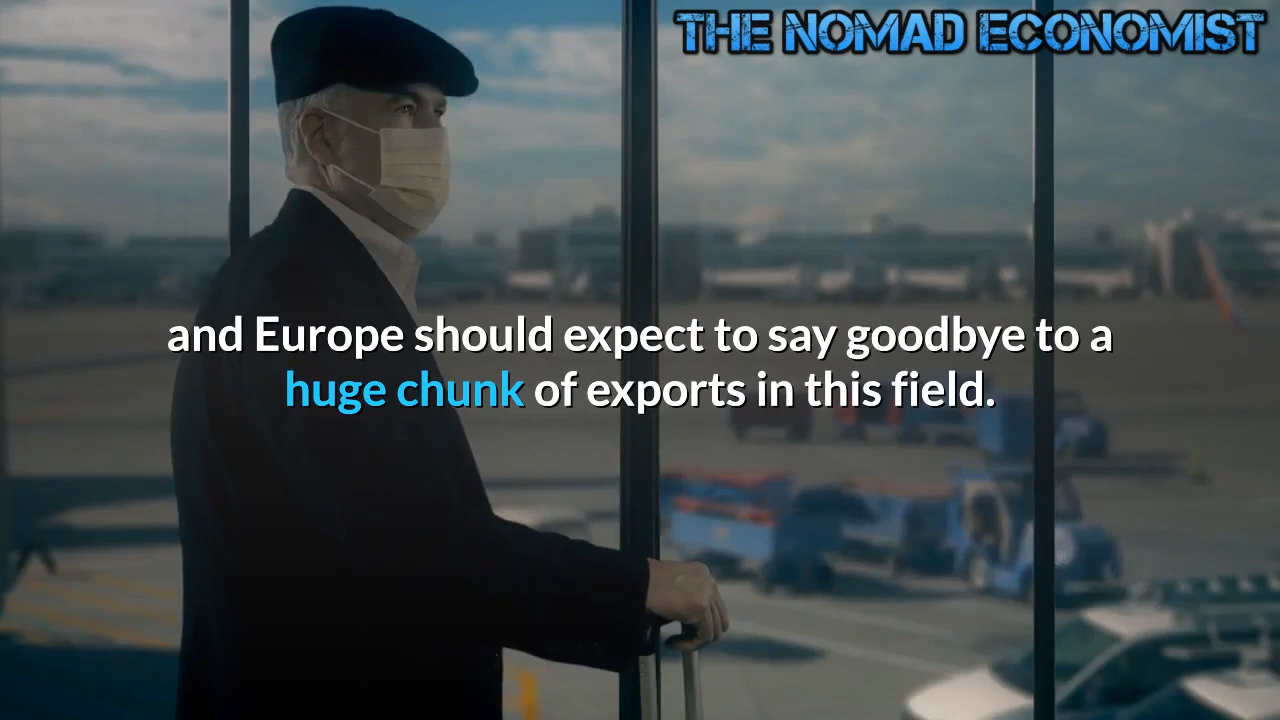 THE NOMAD ECONOMIST
and Europe should expect to say goodbye to a
huge chunk of exports in this field.